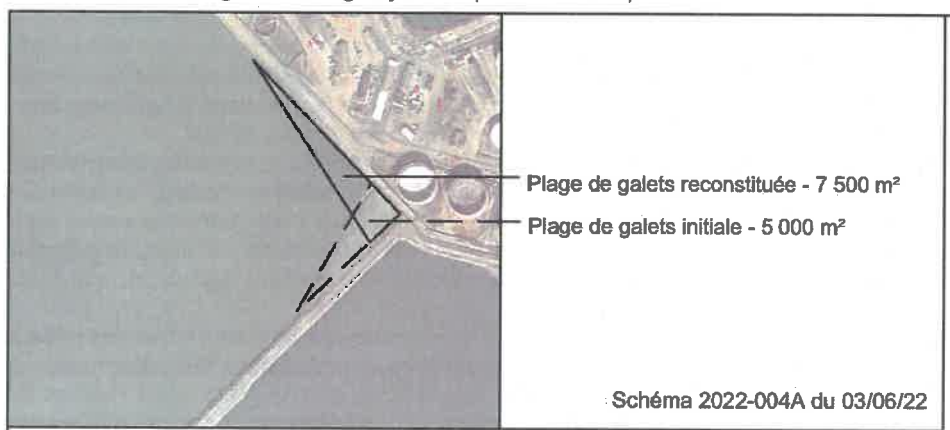 Plage de galets reconstituée - 7 500 m²
Plage de galets initiale - 5 000 m²
Schéma 2022-004A du 03/06/22